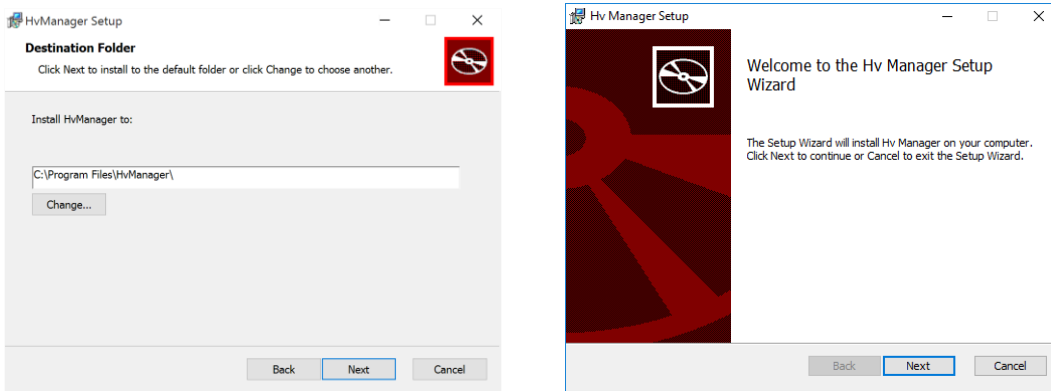 HvManager Setup
Destination Folder
Click Next to install to the default folder or click Change to choose another.
Install HvManager to:
C:\Program Files\HvManager\
Change...
Back
Next
Cancel
Hv Manager Setup
Welcome to the Hv Manager Setup
Wizard
The Setup Wizard will install Hv Manager on your computer.
Click Next to continue or Cancel to exit the Setup Wizard.
Back
Next
Cancel